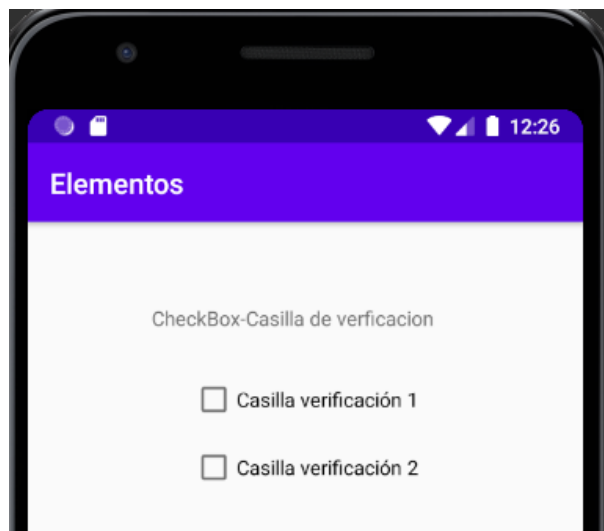 12:26
Elementos
CheckBox-Casilla de verficacion
Casilla verificación 1
Casilla verificación 2